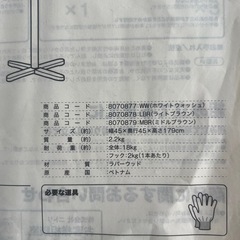 商品コード：8070877.WW(ホワイトウォッシュ)
商品コード：8070878.LBR(ライトブラウン)
商品コード：8070879.MBR(ミドルブラウン)
サイズ(約)：幅45×奥行45×高さ179cm
質量(約)：2.2kg
耐荷重(約)：全体:18kg
フック:2kg(1本あたり)
材質：ラバーウッド
原産国：ベトナム
必要な道具